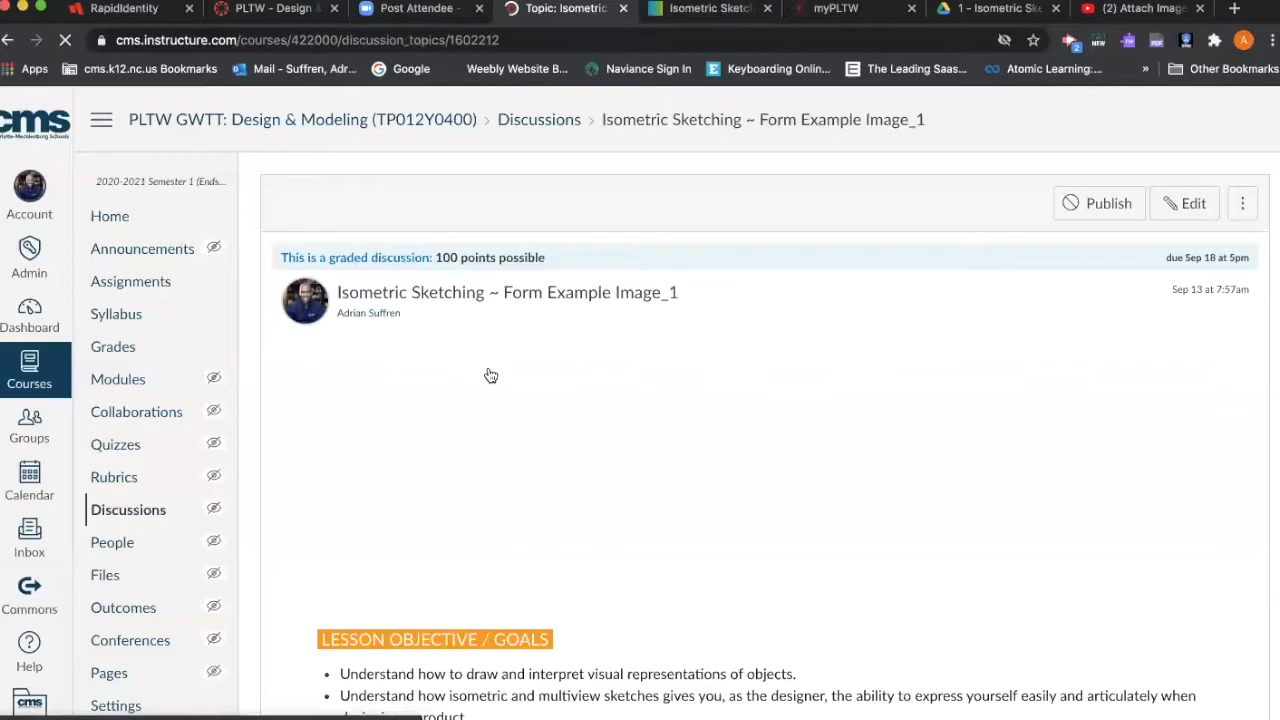 RapidIdentity
PLTW - Design &
Post Attendee -
Topic: Isometric
Isometric Sketch
myPLTW
1 - Isometric Ske
(2) Attach Image
cms.instructure.com/courses/422000/discussion_topics/1602212
2
NEW
PDF
A
Apps
cms.k12.nc.us Bookmarks
Mail - Suffren, Adr...
Google
Weebly Website B...
Naviance Sign In
Keyboarding Onlin...
The Leading Saas...
Atomic Learning:...
»
Other Bookmarks
cms
PLTW GWTT: Design & Modeling (TP012Y0400) > Discussions > Isometric Sketching ~ Form Example Image_1
Account
Admin
Dashboard
Courses
Groups
Calendar
Inbox
Commons
Help
cms
2020-2021 Semester 1 (Ends...
Home
Announcements
Assignments
Syllabus
Grades
Modules
Collaborations
Quizzes
Rubrics
Discussions
People
Files
Outcomes
Conferences
Pages
Settings
Publish
Edit
This is a graded discussion: 100 points possible
due Sep 18 at 5pm
Isometric Sketching ~ Form Example Image_1
Sep 13 at 7:57am
Adrian Suffren
LESSON OBJECTIVE / GOALS
• Understand how to draw and interpret visual representations of objects.
• Understand how isometric and multiview sketches gives you, as the designer, the ability to express yourself easily and articulately when